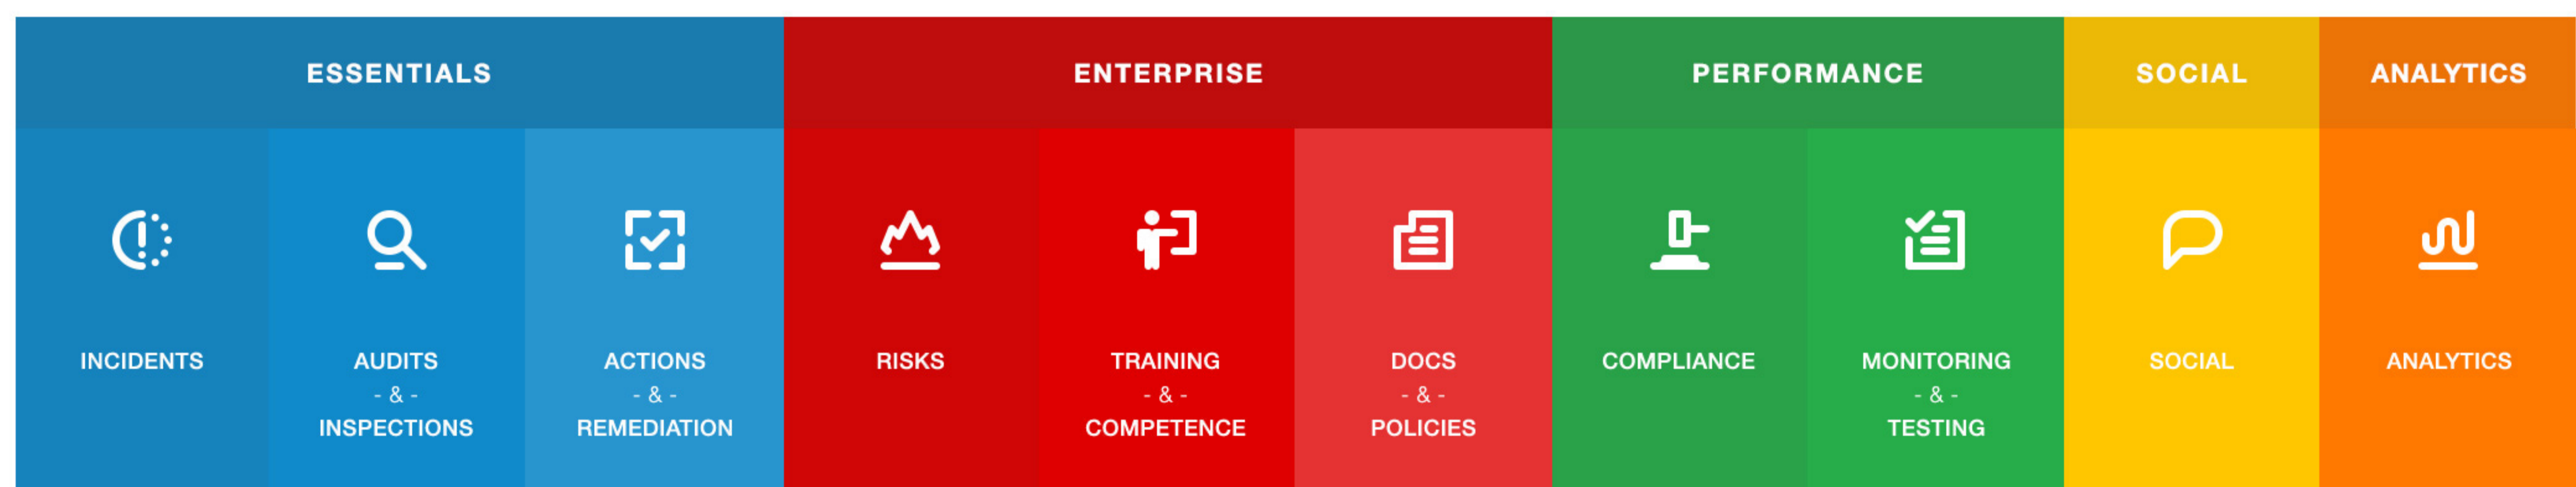 ESSENTIALS
ENTERPRISE
PERFORMANCE
SOCIAL
ANALYTICS
INCIDENTS
AUDITS
- & -
INSPECTIONS
ACTIONS
- & -
REMEDIATION
RISKS
TRAINING
- & -
COMPETENCE
DOCS
- & -
POLICIES
COMPLIANCE
MONITORING
- & -
TESTING
SOCIAL
ANALYTICS